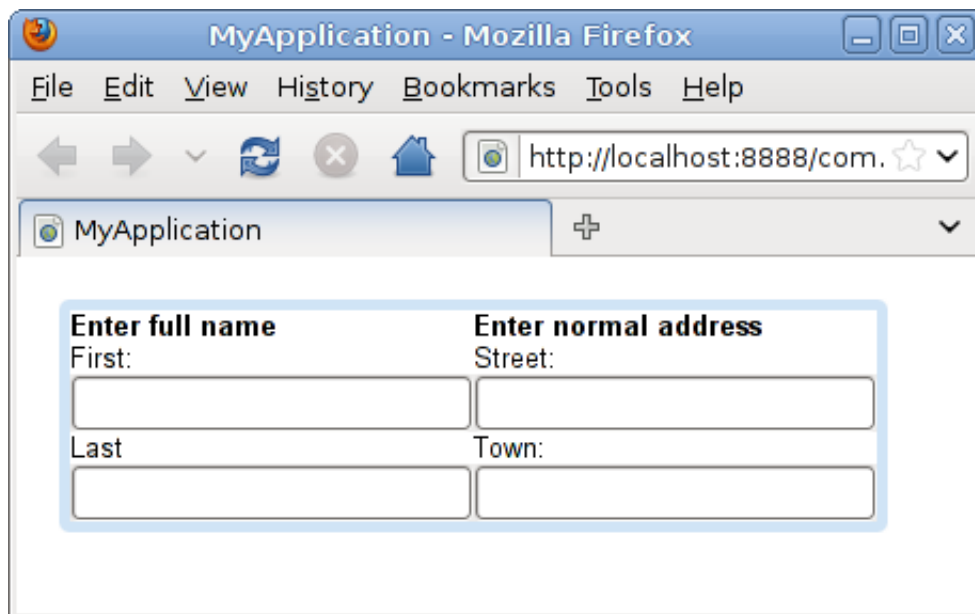 MyApplication - Mozilla Firefox
File Edit View History Bookmarks Tools Help
http://localhost:8888/com.
MyApplication
Enter full name Enter normal address
First: Street:
Last Town: